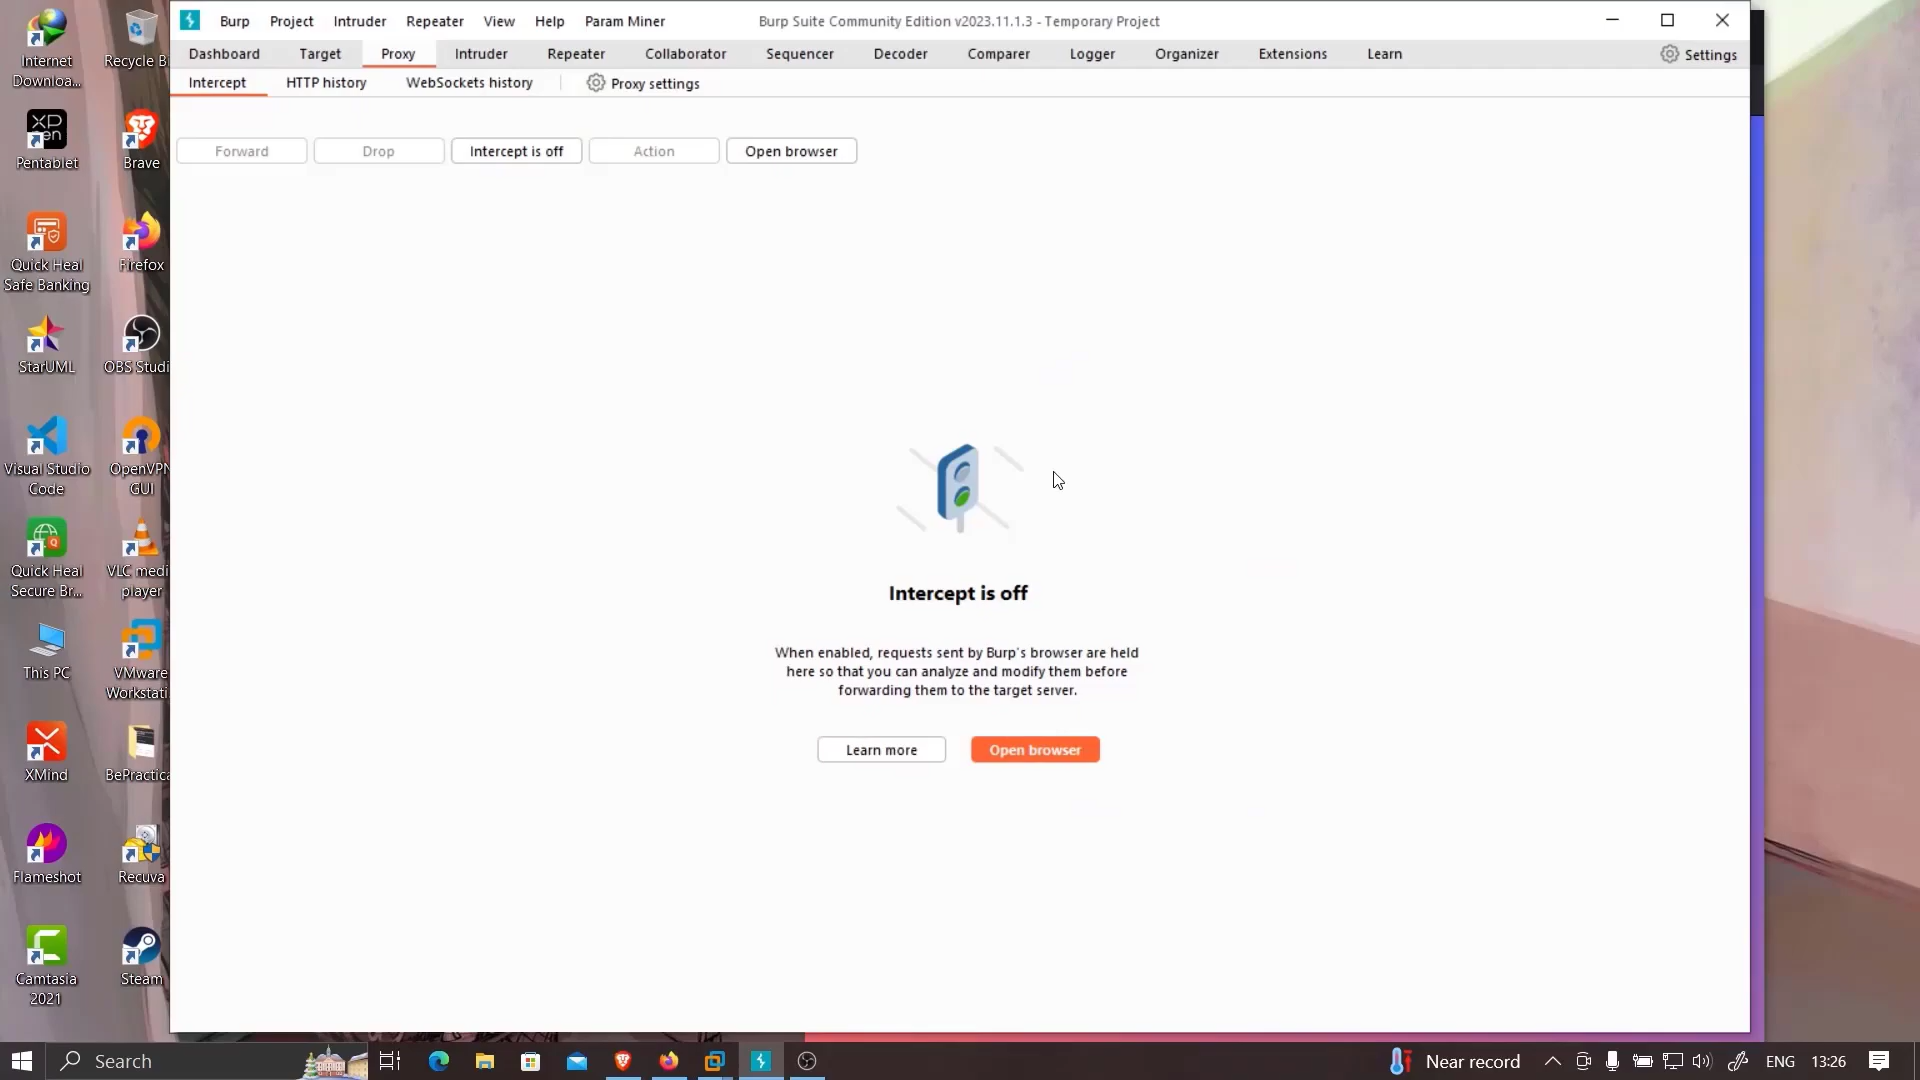 Burp
Project
Intruder
Repeater
View
Help
Param Miner
Burp Suite Community Edition v2023.11.1.3 - Temporary Project
Dashboard
Target
Proxy
Intruder
Repeater
Collaborator
Sequencer
Decoder
Comparer
Logger
Organizer
Extensions
Learn
Settings
Intercept
HTTP history
WebSockets history
Proxy settings
Forward
Drop
Intercept is off
Action
Open browser
Intercept is off
When enabled, requests sent by Burp's browser are held
here so that you can analyze and modify them before
forwarding them to the target server.
Learn more
Open browser
Internet
Downloa...
Recycle Bi
XP
pen
Pentablet
Brave
Quick Heal
Safe Banking
Firefox
StarUML
OBS Studi
Visual Studio
Code
OpenVPN
GUI
Quick Heal
Secure Br...
VLC medi
player
This PC
VMware
Workstati
XMind
BePractica
Flameshot
Recuva
Camtasia
2021
Steam
Search
Near record
ENG
13:26